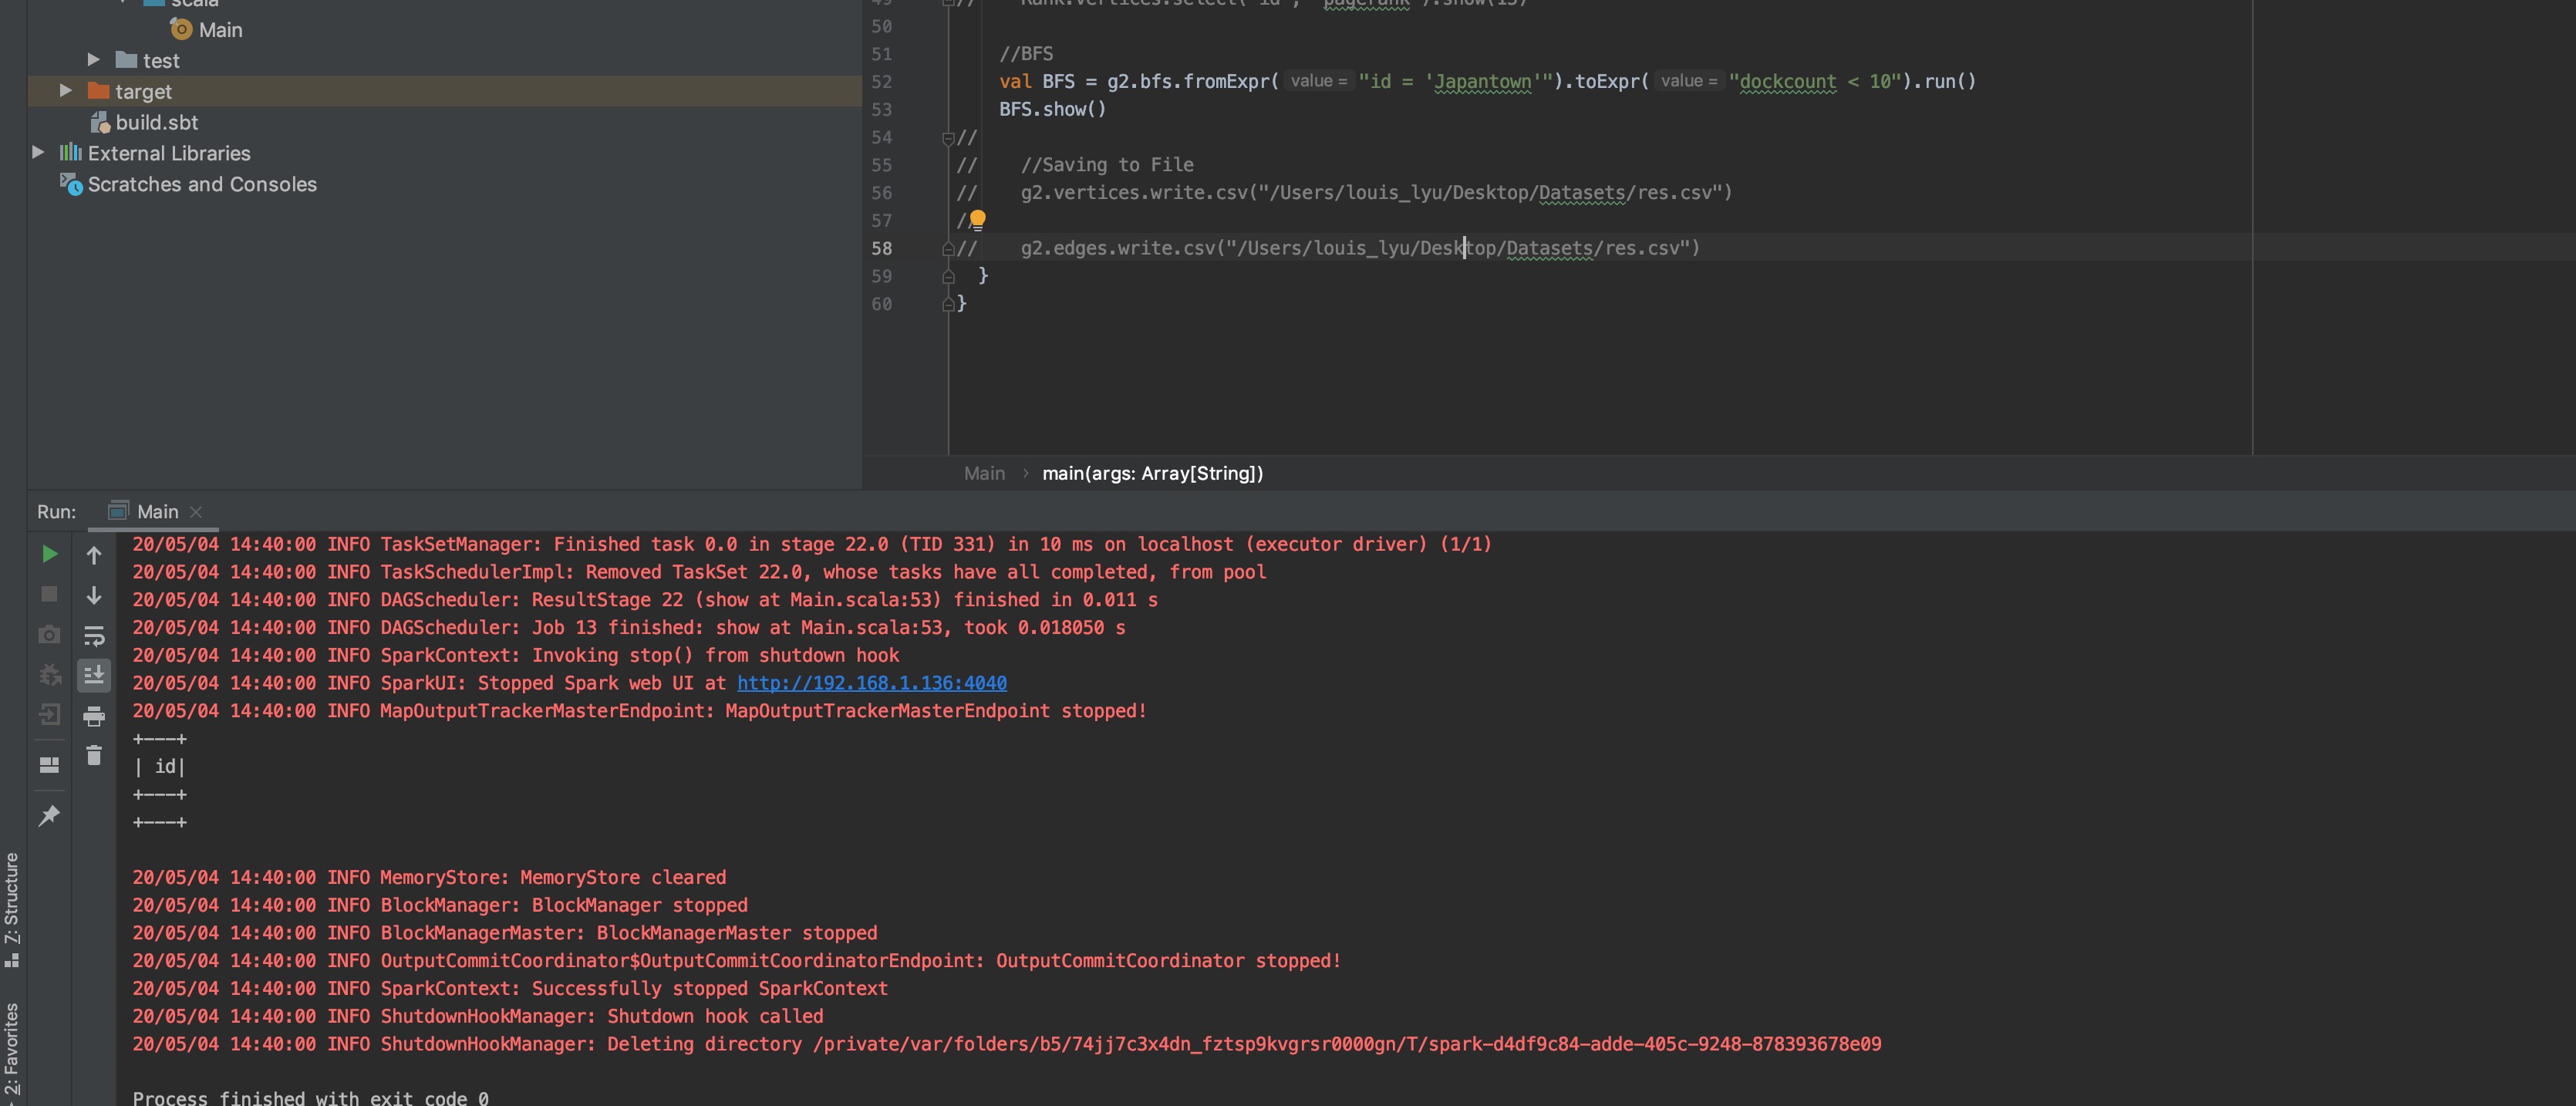 scala
Main
test
target
build.sbt
External Libraries
Scratches and Consoles
49 // Rank.vertices.select("id", "pagerank").show(15)
50
51 //BFS
52 val BFS = g2.bfs.fromExpr( value = "id = 'Japantown'").toExpr( value = "dockcount < 10").run()
53 BFS.show()
54 //
55 // //Saving to File
56 // g2.vertices.write.csv("/Users/louis_lyu/Desktop/Datasets/res.csv")
57 //
58 // g2.edges.write.csv("/Users/louis_lyu/Desktop/Datasets/res.csv")
59 }
60 }
Main › main(args: Array[String])
Run: Main
20/05/04 14:40:00 INFO TaskSetManager: Finished task 0.0 in stage 22.0 (TID 331) in 10 ms on localhost (executor driver) (1/1)
20/05/04 14:40:00 INFO TaskSchedulerImpl: Removed TaskSet 22.0, whose tasks have all completed, from pool
20/05/04 14:40:00 INFO DAGScheduler: ResultStage 22 (show at Main.scala:53) finished in 0.011 s
20/05/04 14:40:00 INFO DAGScheduler: Job 13 finished: show at Main.scala:53, took 0.018050 s
20/05/04 14:40:00 INFO SparkContext: Invoking stop() from shutdown hook
20/05/04 14:40:00 INFO SparkUI: Stopped Spark web UI at http://192.168.1.136:4040
20/05/04 14:40:00 INFO MapOutputTrackerMasterEndpoint: MapOutputTrackerMasterEndpoint stopped!
+---+
| id|
+---+
+---+
20/05/04 14:40:00 INFO MemoryStore: MemoryStore cleared
20/05/04 14:40:00 INFO BlockManager: BlockManager stopped
20/05/04 14:40:00 INFO BlockManagerMaster: BlockManagerMaster stopped
20/05/04 14:40:00 INFO OutputCommitCoordinator$OutputCommitCoordinatorEndpoint: OutputCommitCoordinator stopped!
20/05/04 14:40:00 INFO SparkContext: Successfully stopped SparkContext
20/05/04 14:40:00 INFO ShutdownHookManager: Shutdown hook called
20/05/04 14:40:00 INFO ShutdownHookManager: Deleting directory /private/var/folders/b5/74jj7c3x4dn_fztsp9kvgrsr0000gn/T/spark-d4df9c84-adde-405c-9248-878393678e09
Process finished with exit code 0
Z: Structure
2: Favorites